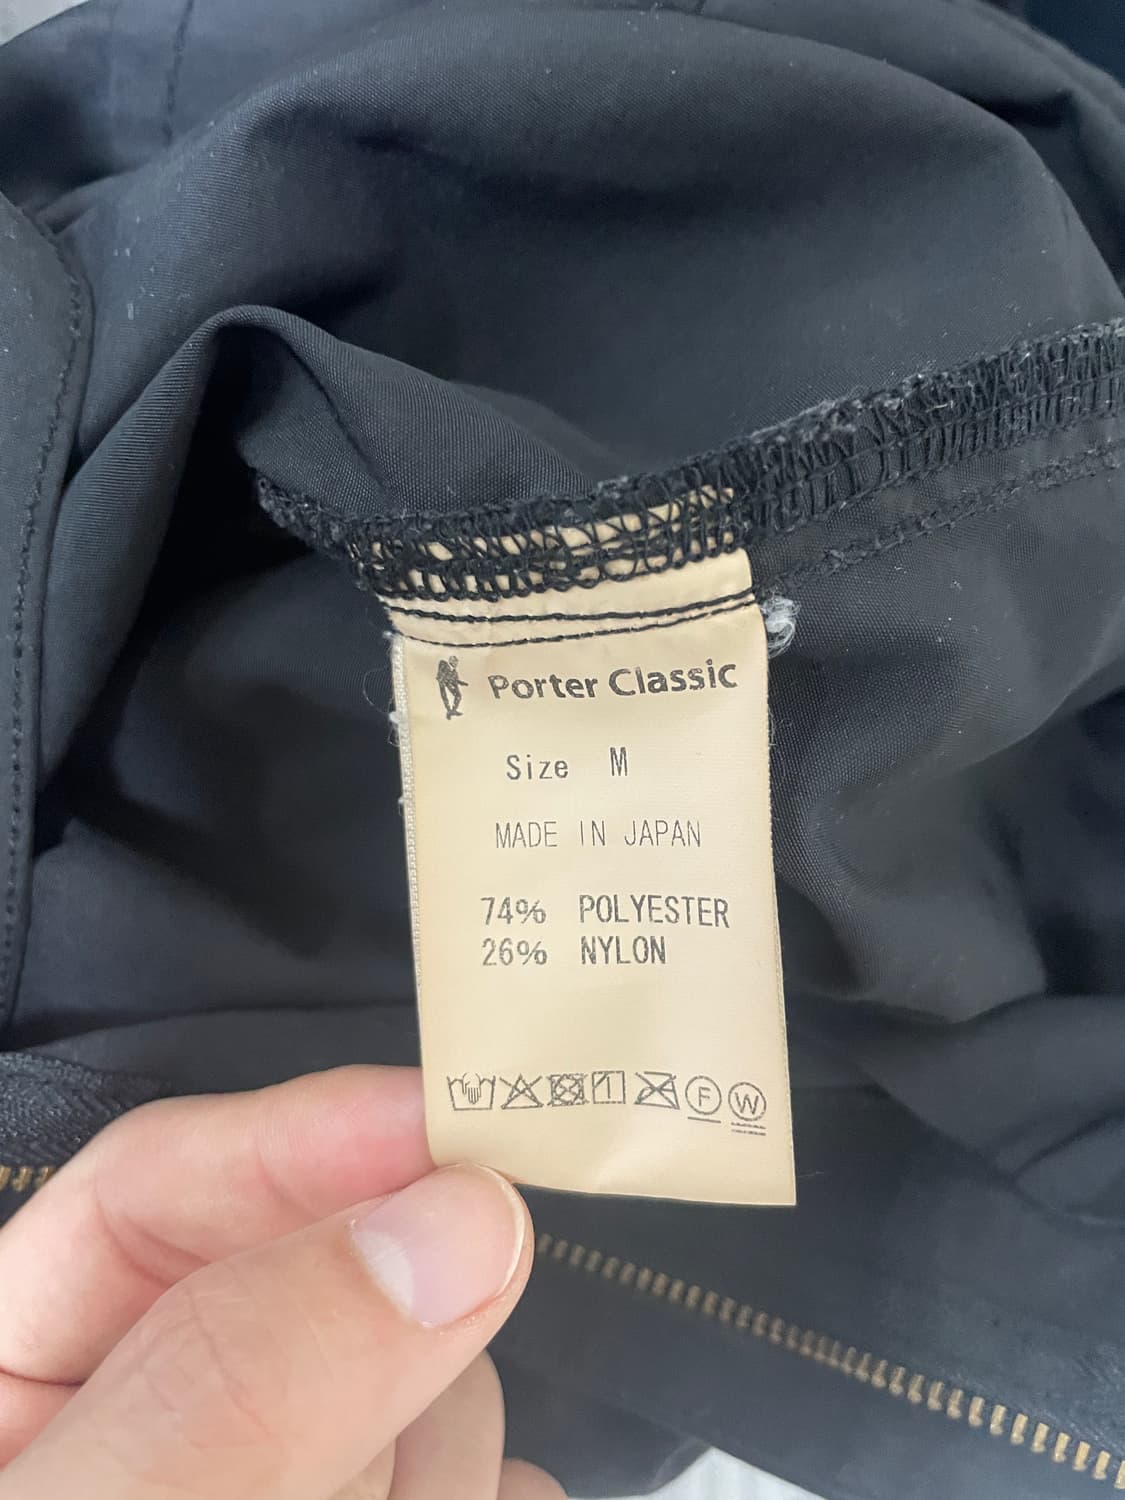 Porter Classic
Size M
MADE IN JAPAN
74% POLYESTER
26% NYLON
F W